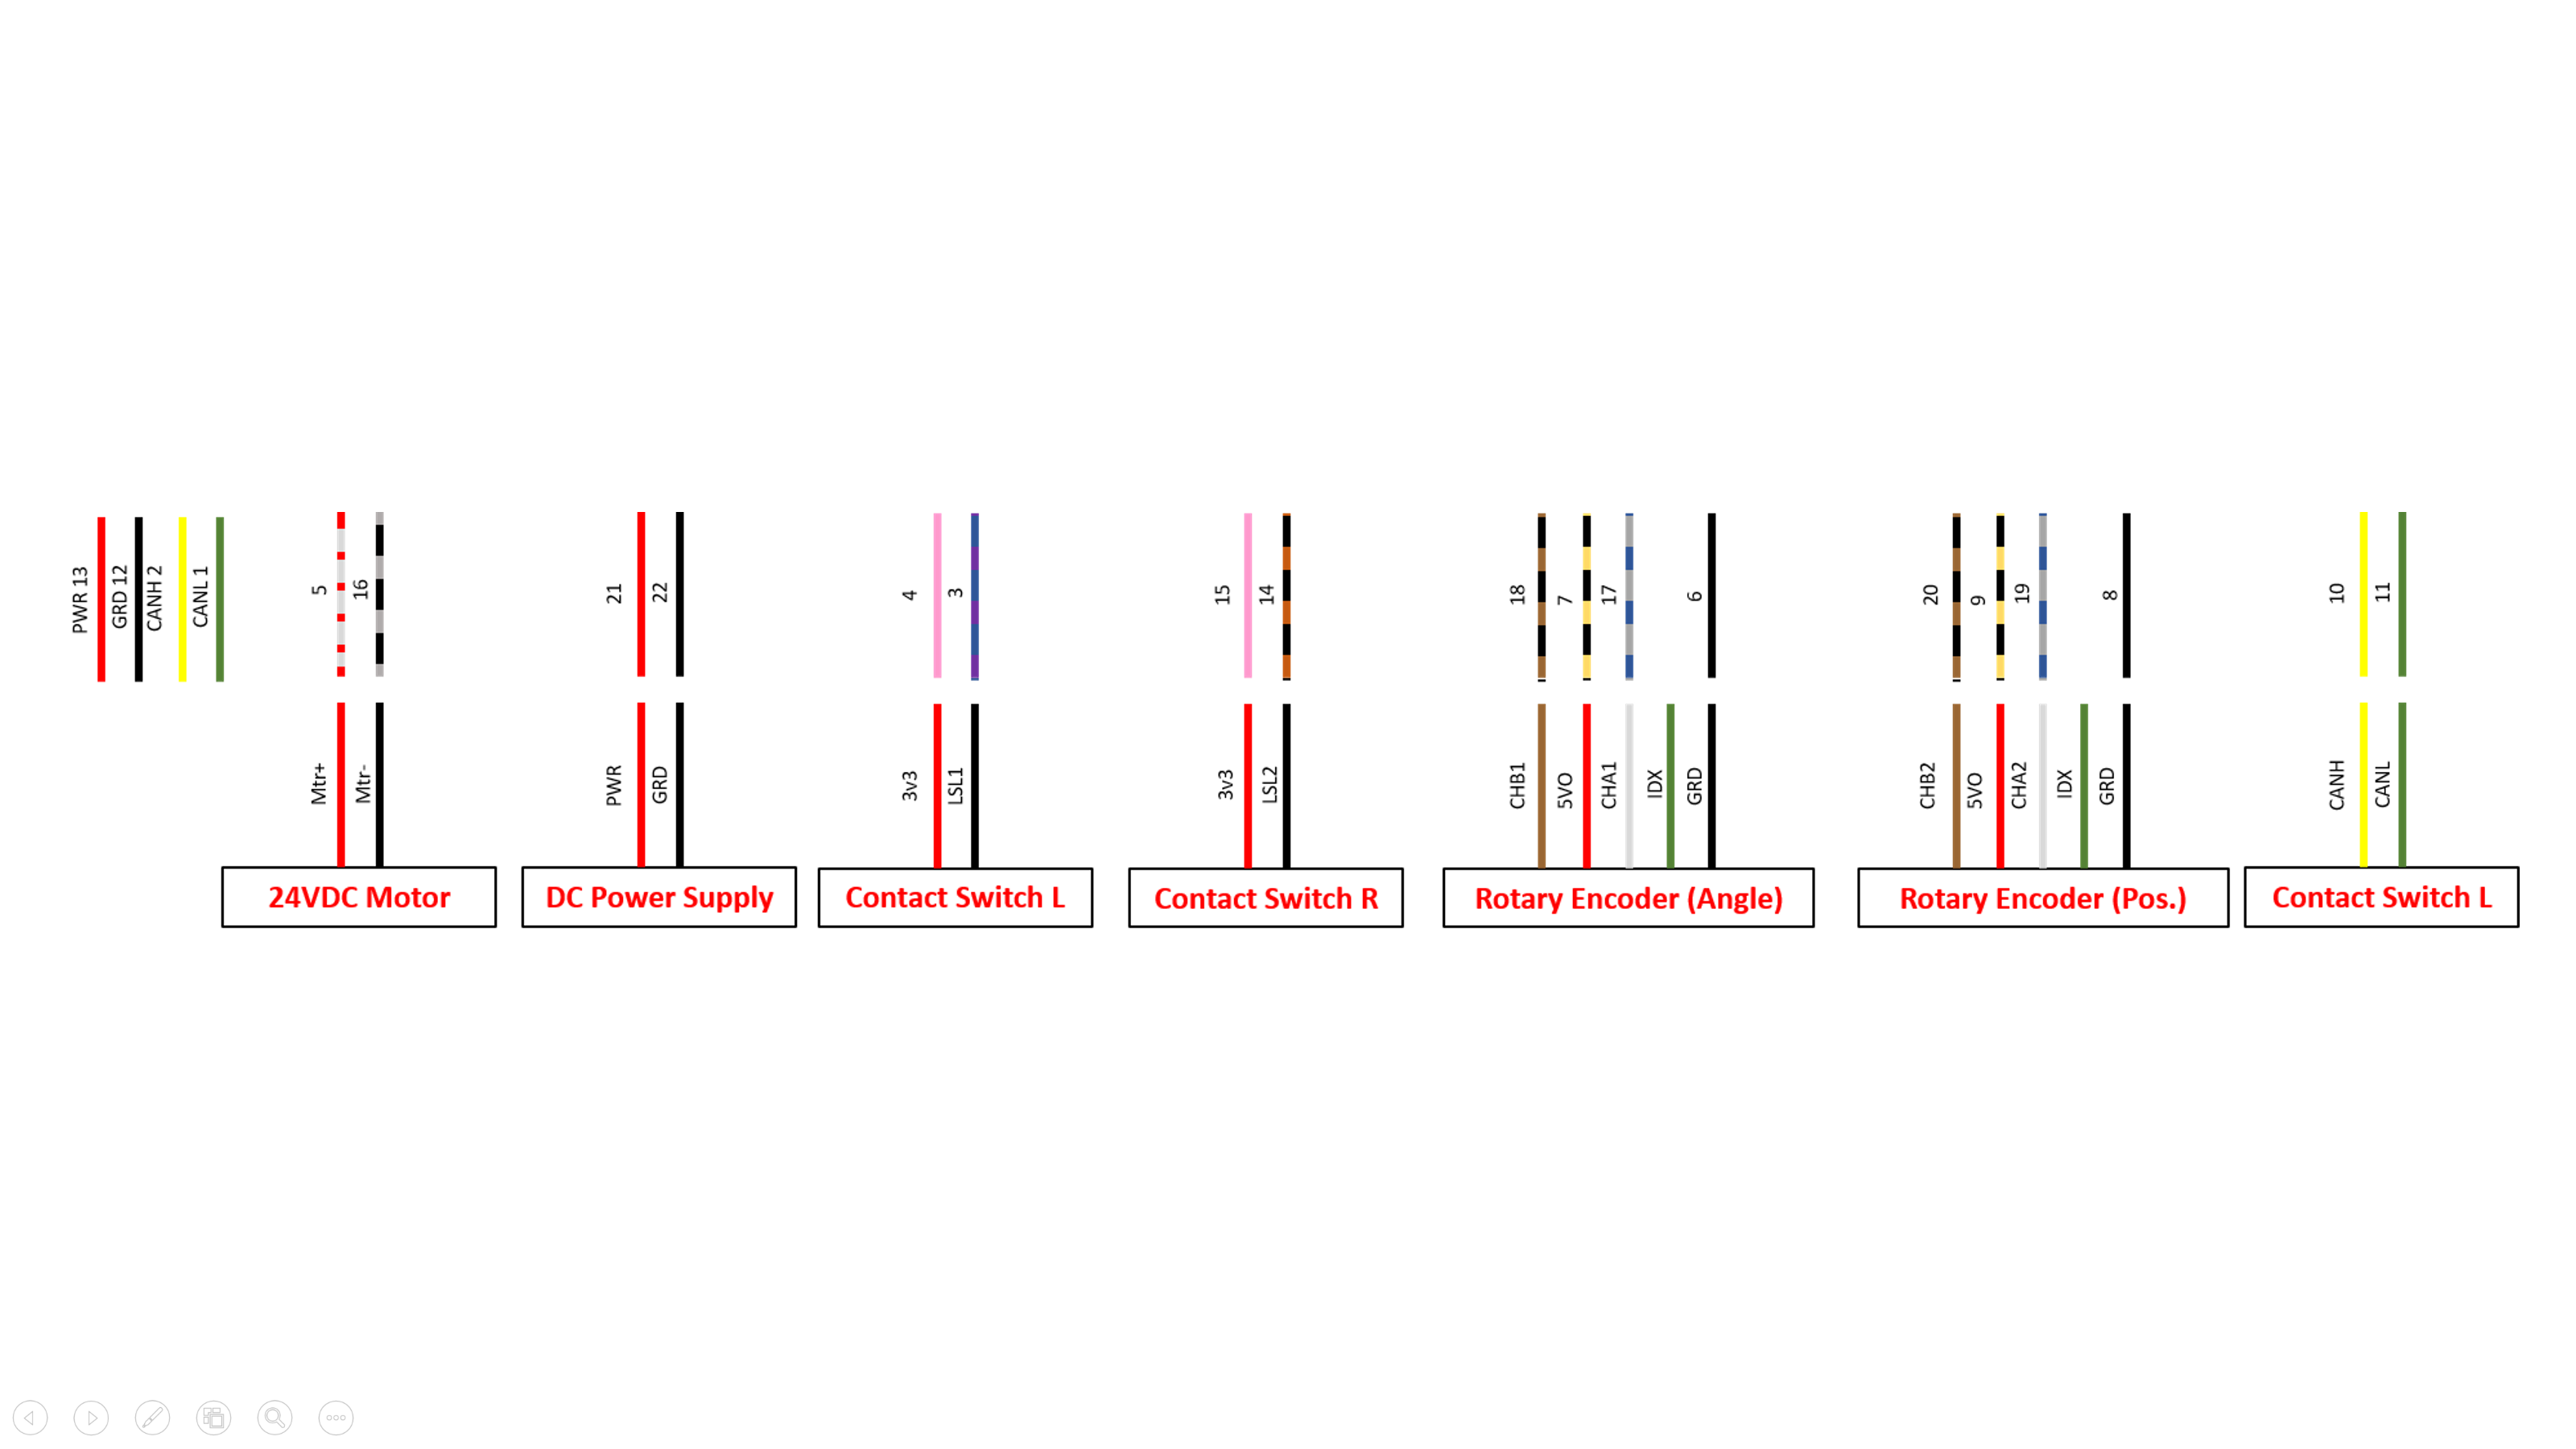 PWR 13
GRD 12
CANH 2
CANL 1
5
16
21
22
4
3
15
14
18
7
17
6
20
9
19
8
10
11
Mtr+
Mtr-
PWR
GRD
3v3
LSL1
3v3
LSL2
CHB1
5VO
CHA1
IDX
GRD
CHB2
5VO
CHA2
IDX
GRD
CANH
CANL
24VDC Motor
DC Power Supply
Contact Switch L
Contact Switch R
Rotary Encoder (Angle)
Rotary Encoder (Pos.)
Contact Switch L